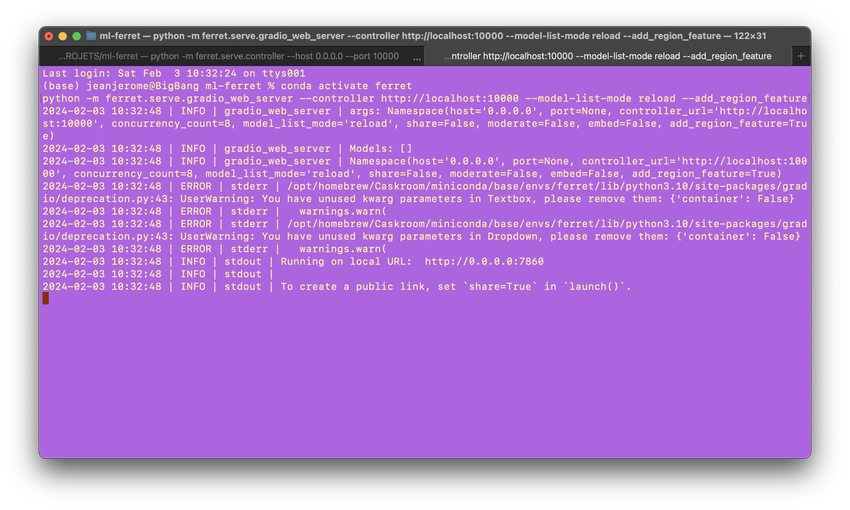 ml-ferret — python -m ferret.serve.gradio_web_server --controller http://localhost:10000 --model-list-mode reload --add_region_feature — 122×31
...ROJETS/ml-ferret — python -m ferret.serve.controller --host 0.0.0.0 --port 10000 ...
...ntroller http://localhost:10000 --model-list-mode reload --add_region_feature +
Last login: Sat Feb  3 10:32:24 on ttys001
(base) jeanjerome@BigBang ml-ferret % conda activate ferret
python -m ferret.serve.gradio_web_server --controller http://localhost:10000 --model-list-mode reload --add_region_feature
2024-02-03 10:32:48 | INFO | gradio_web_server | args: Namespace(host='0.0.0.0', port=None, controller_url='http://localho
st:10000', concurrency_count=8, model_list_mode='reload', share=False, moderate=False, embed=False, add_region_feature=Tru
e)
2024-02-03 10:32:48 | INFO | gradio_web_server | Models: []
2024-02-03 10:32:48 | INFO | gradio_web_server | Namespace(host='0.0.0.0', port=None, controller_url='http://localhost:100
00', concurrency_count=8, model_list_mode='reload', share=False, moderate=False, embed=False, add_region_feature=True)
2024-02-03 10:32:48 | ERROR | stderr | /opt/homebrew/Caskroom/miniconda/base/envs/ferret/lib/python3.10/site-packages/grad
io/deprecation.py:43: UserWarning: You have unused kwarg parameters in Textbox, please remove them: {'container': False}
2024-02-03 10:32:48 | ERROR | stderr |   warnings.warn(
2024-02-03 10:32:48 | ERROR | stderr | /opt/homebrew/Caskroom/miniconda/base/envs/ferret/lib/python3.10/site-packages/grad
io/deprecation.py:43: UserWarning: You have unused kwarg parameters in Dropdown, please remove them: {'container': False}
2024-02-03 10:32:48 | ERROR | stderr |   warnings.warn(
2024-02-03 10:32:48 | INFO | stdout | Running on local URL:  http://0.0.0.0:7860
2024-02-03 10:32:48 | INFO | stdout |
2024-02-03 10:32:48 | INFO | stdout | To create a public link, set `share=True` in `launch()`.